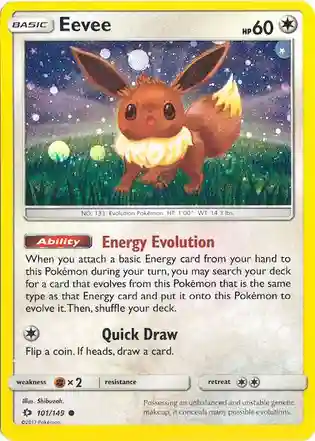 BASIC Eevee HP 60
NO. 133 Evolution Pokémon HT: 1'00" WT: 14.3 lbs.
Ability Energy Evolution
When you attach a basic Energy card from your hand to
this Pokémon during your turn, you may search your deck
for a card that evolves from this Pokémon that is the same
type as that Energy card and put it onto this Pokémon to
evolve it. Then, shuffle your deck.
Quick Draw
Flip a coin. If heads, draw a card.
weakness ×2 resistance retreat
illus. Shibuzoh.
101/149
©2017 Pokémon
Possessing an unbalanced and unstable genetic
makeup, it conceals many possible evolutions.